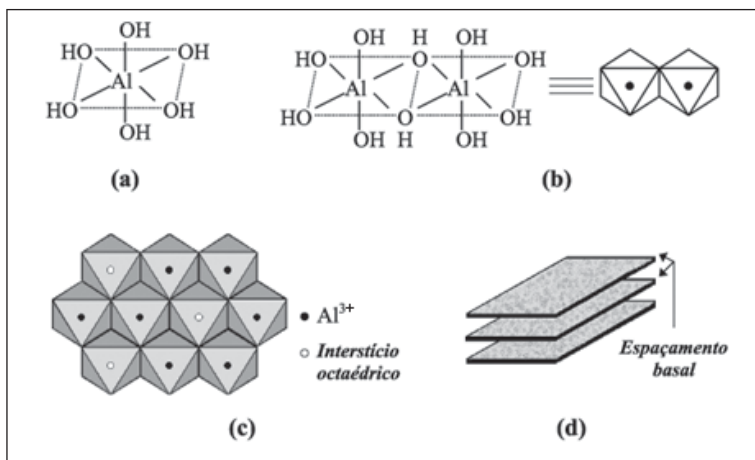 OH
HO OH
Al
HO OH
OH
(a)
OH H OH
HO O OH
Al Al
HO O OH
OH H OH
(b)
Al3+
Interstício
octaédrico
(c)
Espaçamento
basal
(d)